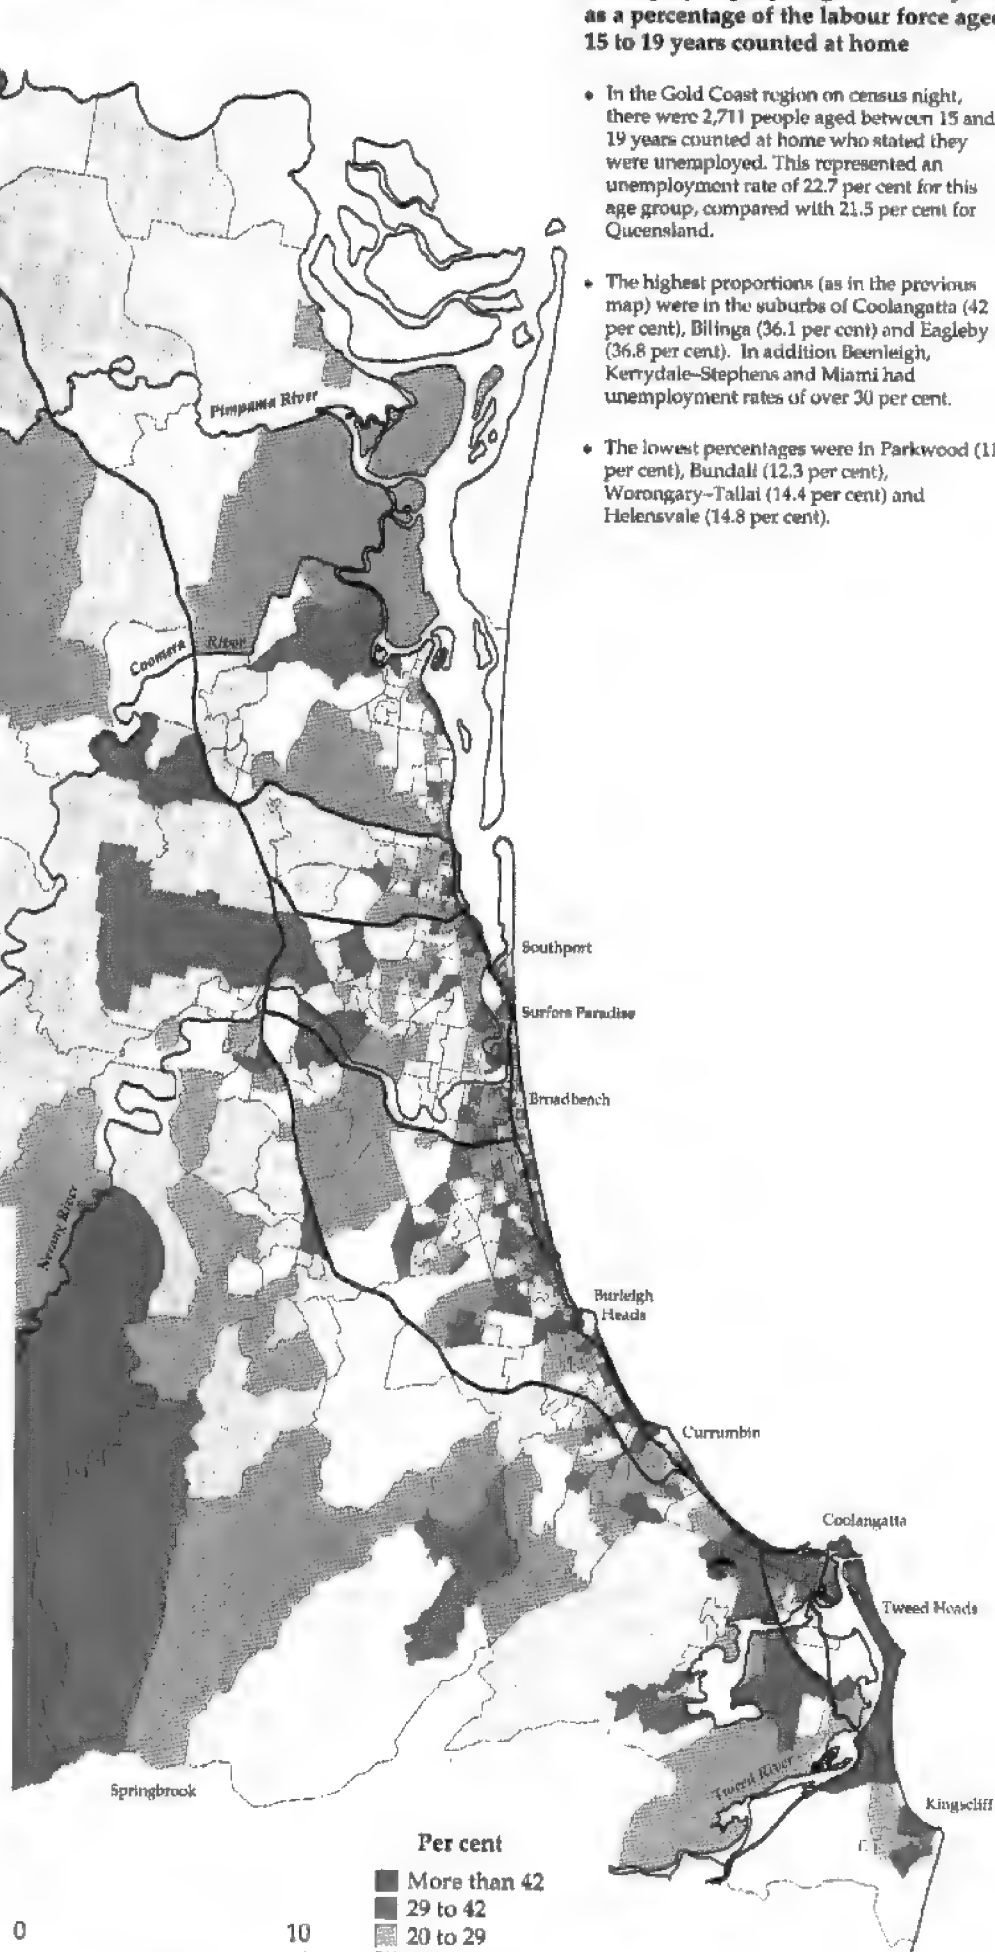 as a percentage of the labour force aged
15 to 19 years counted at home
• In the Gold Coast region on census night,
there were 2,711 people aged between 15 and
19 years counted at home who stated they
were unemployed. This represented an
unemployment rate of 22.7 per cent for this
age group, compared with 21.5 per cent for
Queensland.
• The highest proportions (as in the previous
map) were in the suburbs of Coolangatta (42
per cent), Bilinga (36.1 per cent) and Eagleby
(36.8 per cent). In addition Beenleigh,
Kerrydale–Stephens and Miami had
unemployment rates of over 30 per cent.
• The lowest percentages were in Parkwood (11
per cent), Bundall (12.3 per cent),
Worongary–Tallai (14.4 per cent) and
Helensvale (14.8 per cent).
Pimpama River
Coomera River
Southport
Surfers Paradise
Broadbeach
Nerang River
Burleigh
Heads
Currumbin
Coolangatta
Tweed Heads
Tweed River
Springbrook
Kingscliff
Per cent
More than 42
29 to 42
20 to 29
0 10